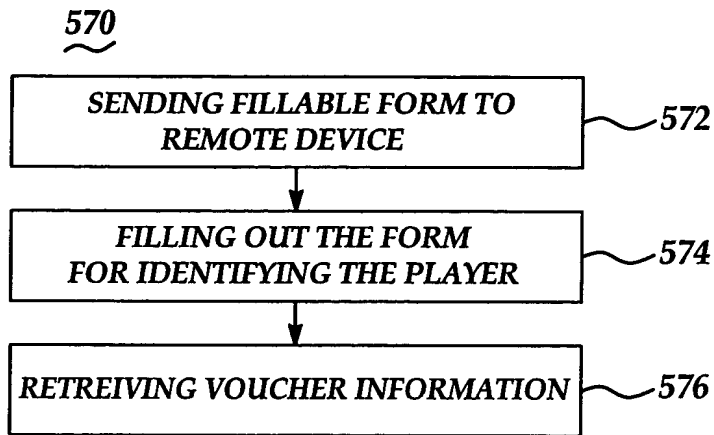 570
SENDING FILLABLE FORM TO
REMOTE DEVICE
572
FILLING OUT THE FORM
FOR IDENTIFYING THE PLAYER
574
RETREIVING VOUCHER INFORMATION
576